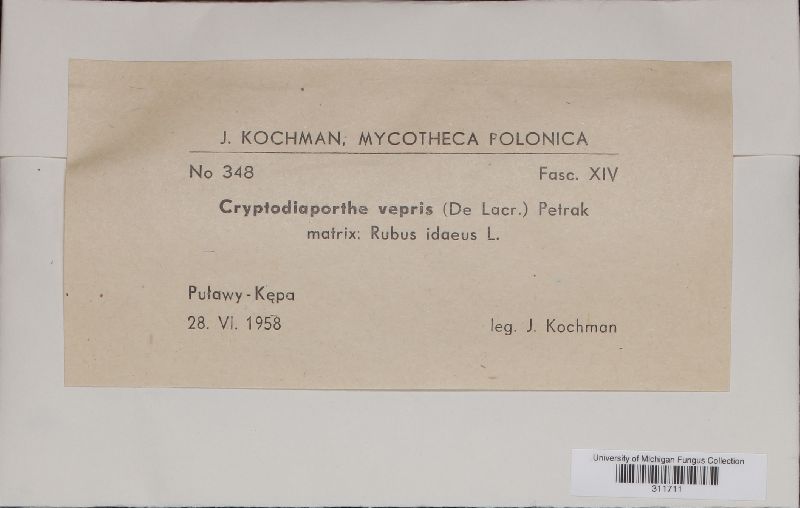 J. KOCHMAN, MYCOTHECA POLONICA
No 348 Fasc. XIV
Cryptodiaporthe vepris (De Lacr.) Petrak
matrix: Rubus idaeus L.
Puławy-Kępa
28. VI. 1958 leg. J. Kochman
University of Michigan Fungus Collection
311711